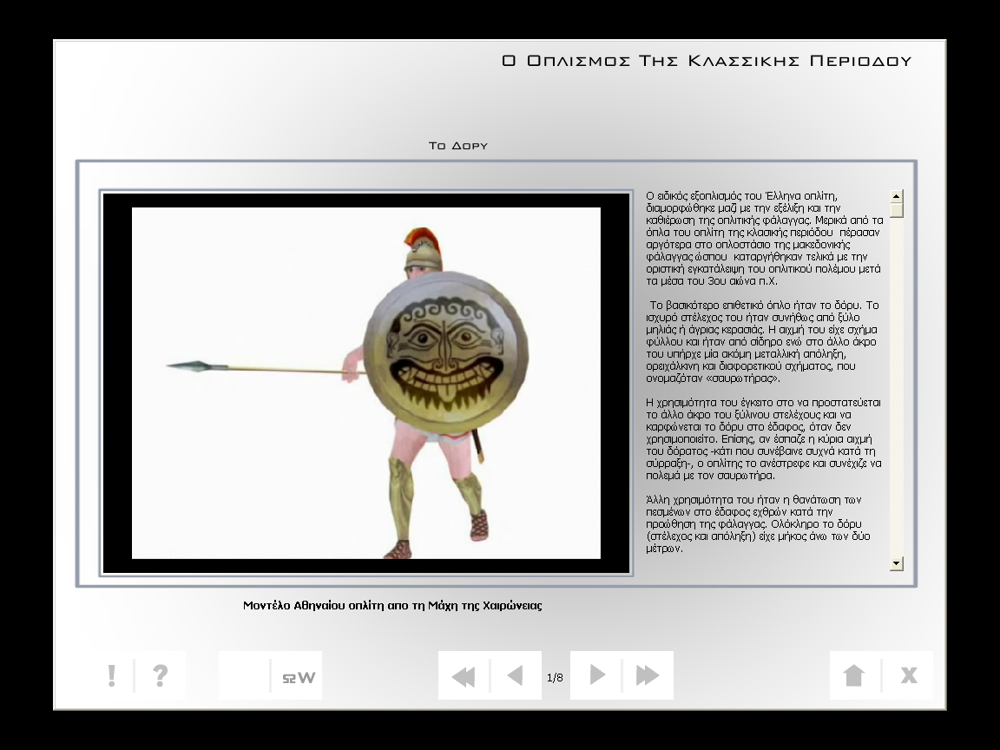 Ο ΟΠΛΙΣΜΟΣ ΤΗΣ ΚΛΑΣΣΙΚΗΣ ΠΕΡΙΟΔΟΥ
ΤΟ ΔΟΡΥ
Ο ειδικός εξοπλισμός του Έλληνα οπλίτη,
διαμορφώθηκε μαζί με την εξέλιξη και την
καθιέρωση της οπλιτικής φάλαγγας. Μερικά από τα
όπλα του οπλίτη της κλασικής περιόδου πέρασαν
αργότερα στο οπλοστάσιο της μακεδονικής
φάλαγγας ώσπου καταργήθηκαν τελικά με την
οριστική εγκατάλειψη του οπλιτικού πολέμου μετά
τα μέσα του 3ου αιώνα π.Χ.
Το βασικότερο επιθετικό όπλο ήταν το δόρυ. Το
ισχυρό στέλεχος του ήταν συνήθως από ξύλο
μηλιάς ή άγριας κερασιάς. Η αιχμή του είχε σχήμα
φύλλου και ήταν από σίδηρο ενώ στο άλλο άκρο
του υπήρχε μία ακόμη μεταλλική απόληξη,
ορειχάλκινη και διαφορετικού σχήματος, που
ονομαζόταν «σαυρωτήρας».
Η χρησιμότητα του έγκειτο στο να προστατεύεται
το άλλο άκρο του ξύλινου στελέχους και να
καρφώνεται το δόρυ στο έδαφος, όταν δεν
χρησιμοποιείτο. Επίσης, αν έσπαζε η κύρια αιχμή
του δόρατος -κάτι που συνέβαινε συχνά κατά τη
σύρραξη-, ο οπλίτης το ανέστρεφε και συνέχιζε να
πολεμά με τον σαυρωτήρα.
Άλλη χρησιμότητα του ήταν η θανάτωση των
πεσμένων στο έδαφος εχθρών κατά την
προώθηση της φάλαγγας. Ολόκληρο το δόρυ
(στέλεχος και απόληξη) είχε μήκος άνω των δύο
μέτρων.
Μοντέλο Αθηναίου οπλίτη απο τη Μάχη της Χαιρώνειας
! ?
1/8
X